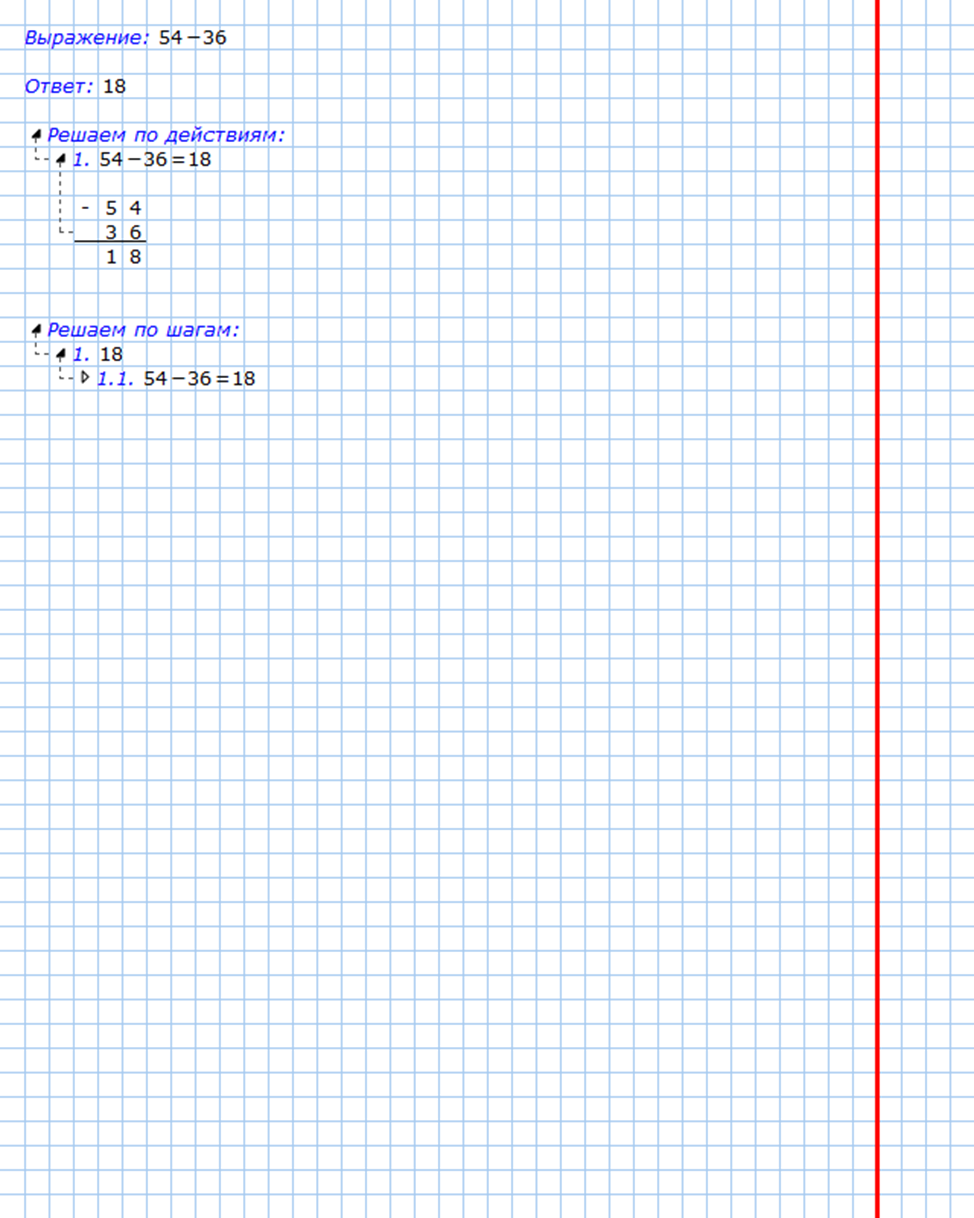 Выражение: 54−36
Ответ: 18
Решаем по действиям:
1. 54−36=18
- 5 4
3 6
1 8
Решаем по шагам:
1. 18
1.1. 54−36=18